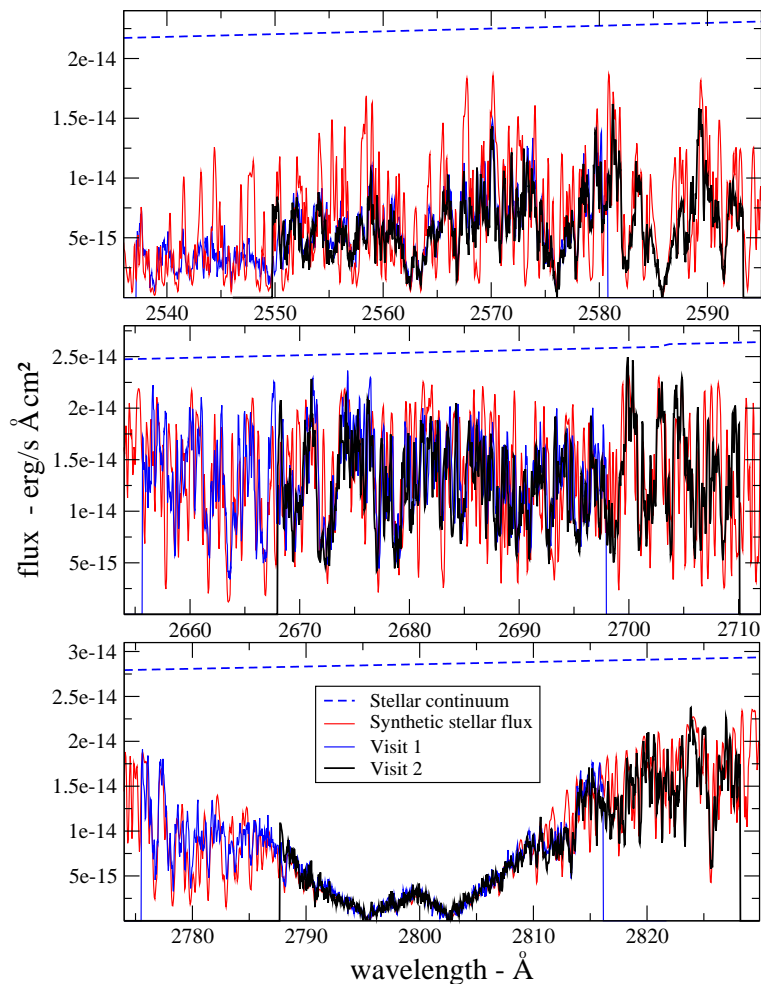 2e-14
1.5e-14
1e-14
5e-15
2540 2550 2560 2570 2580 2590
2.5e-14
2e-14
1.5e-14
1e-14
5e-15
2660 2670 2680 2690 2700 2710
flux - erg/s Å cm²
3e-14
2.5e-14
2e-14
1.5e-14
1e-14
5e-15
Stellar continuum
Synthetic stellar flux
Visit 1
Visit 2
2780 2790 2800 2810 2820
wavelength - Å